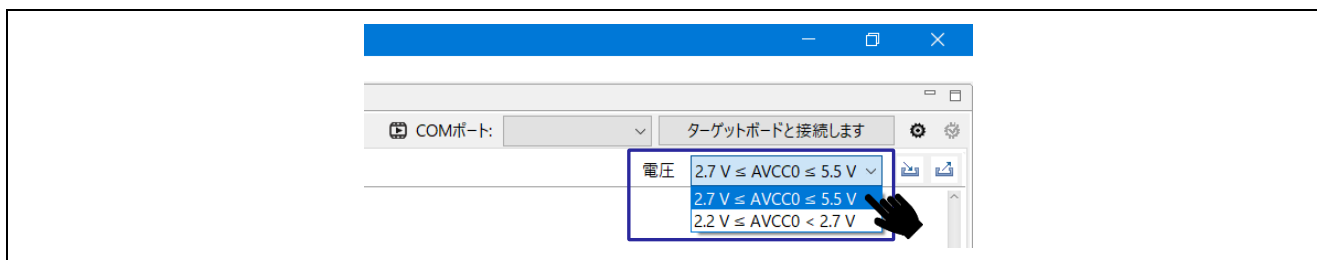 COMポート:
ターゲットボードと接続します
電圧
2.7 V ≤ AVCC0 ≤ 5.5 V
2.7 V ≤ AVCC0 ≤ 5.5 V
2.2 V ≤ AVCC0 < 2.7 V